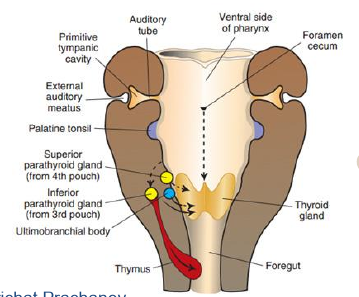 Auditory
tube
Ventral side
of pharynx
Foramen
cecum
Primitive
tympanic
cavity
External
auditory
meatus
Palatine tonsil
Superior
parathyroid gland
(from 4th pouch)
Inferior
parathyroid gland
(from 3rd pouch)
Ultimobranchial body
Thymus
Thyroid
gland
Foregut